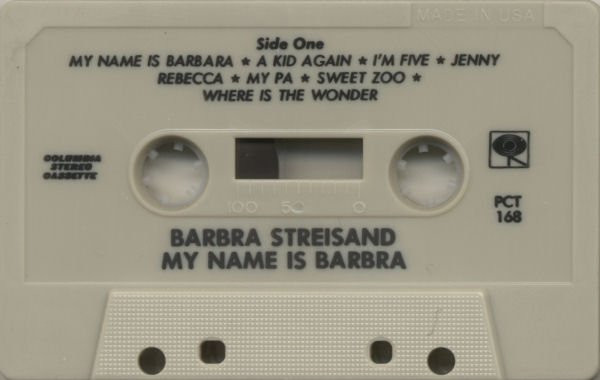 MADE IN USA
Side One
MY NAME IS BARBARA ★ A KID AGAIN ★ I'M FIVE ★ JENNY
REBECCA ★ MY PA ★ SWEET ZOO ★
WHERE IS THE WONDER
COLUMBIA
STEREO
CASSETTE
100 50 0
PCT
168
BARBRA STREISAND
MY NAME IS BARBRA